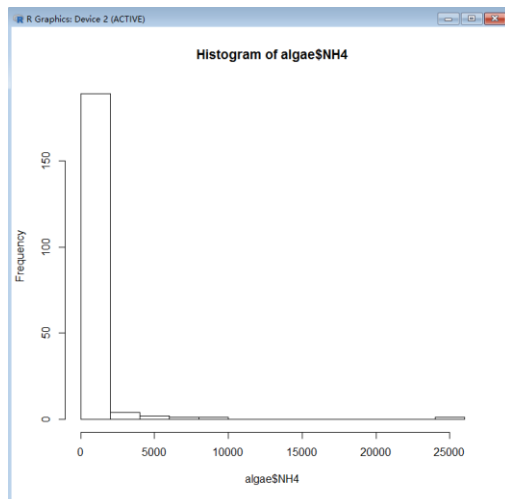 R Graphics: Device 2 (ACTIVE)
Histogram of algae$NH4
Frequency
150
100
50
0
0 5000 10000 15000 20000 25000
algae$NH4